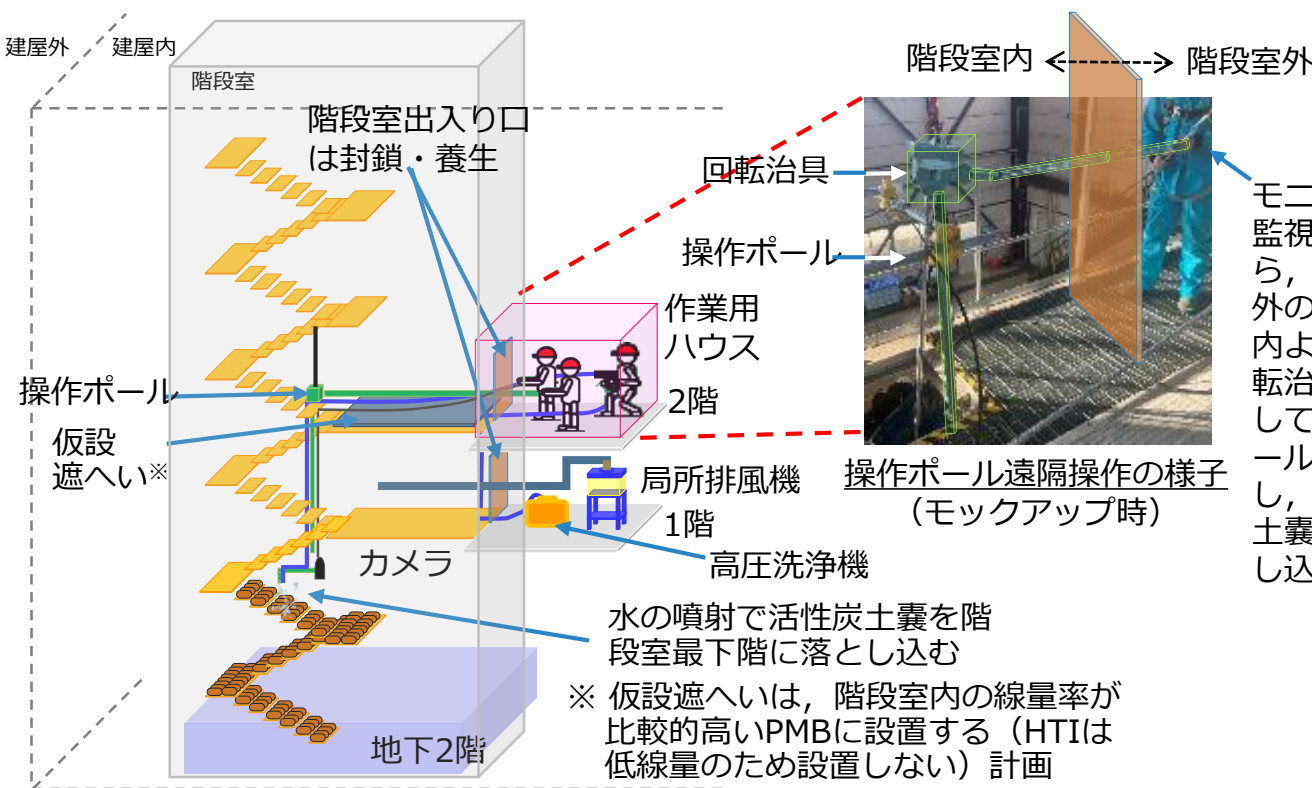 建屋外
建屋内
階段室
階段室出入り口
は封鎖・養生
階段室内
階段室外
回転治具
操作ポール
作業用
ハウス
2階
操作ポール
仮設
遮へい※
局所排風機
1階
カメラ
高圧洗浄機
操作ポール遠隔操作の様子
（モックアップ時）
モニ
監視
ら，
外の
内よ
転治
して
ール
し，
土嚢
し込
水の噴射で活性炭土嚢を階
段室最下階に落とし込む
※ 仮設遮へいは，階段室内の線量率が
比較的高いPMBに設置する（HTIは
低線量のため設置しない）計画
地下2階